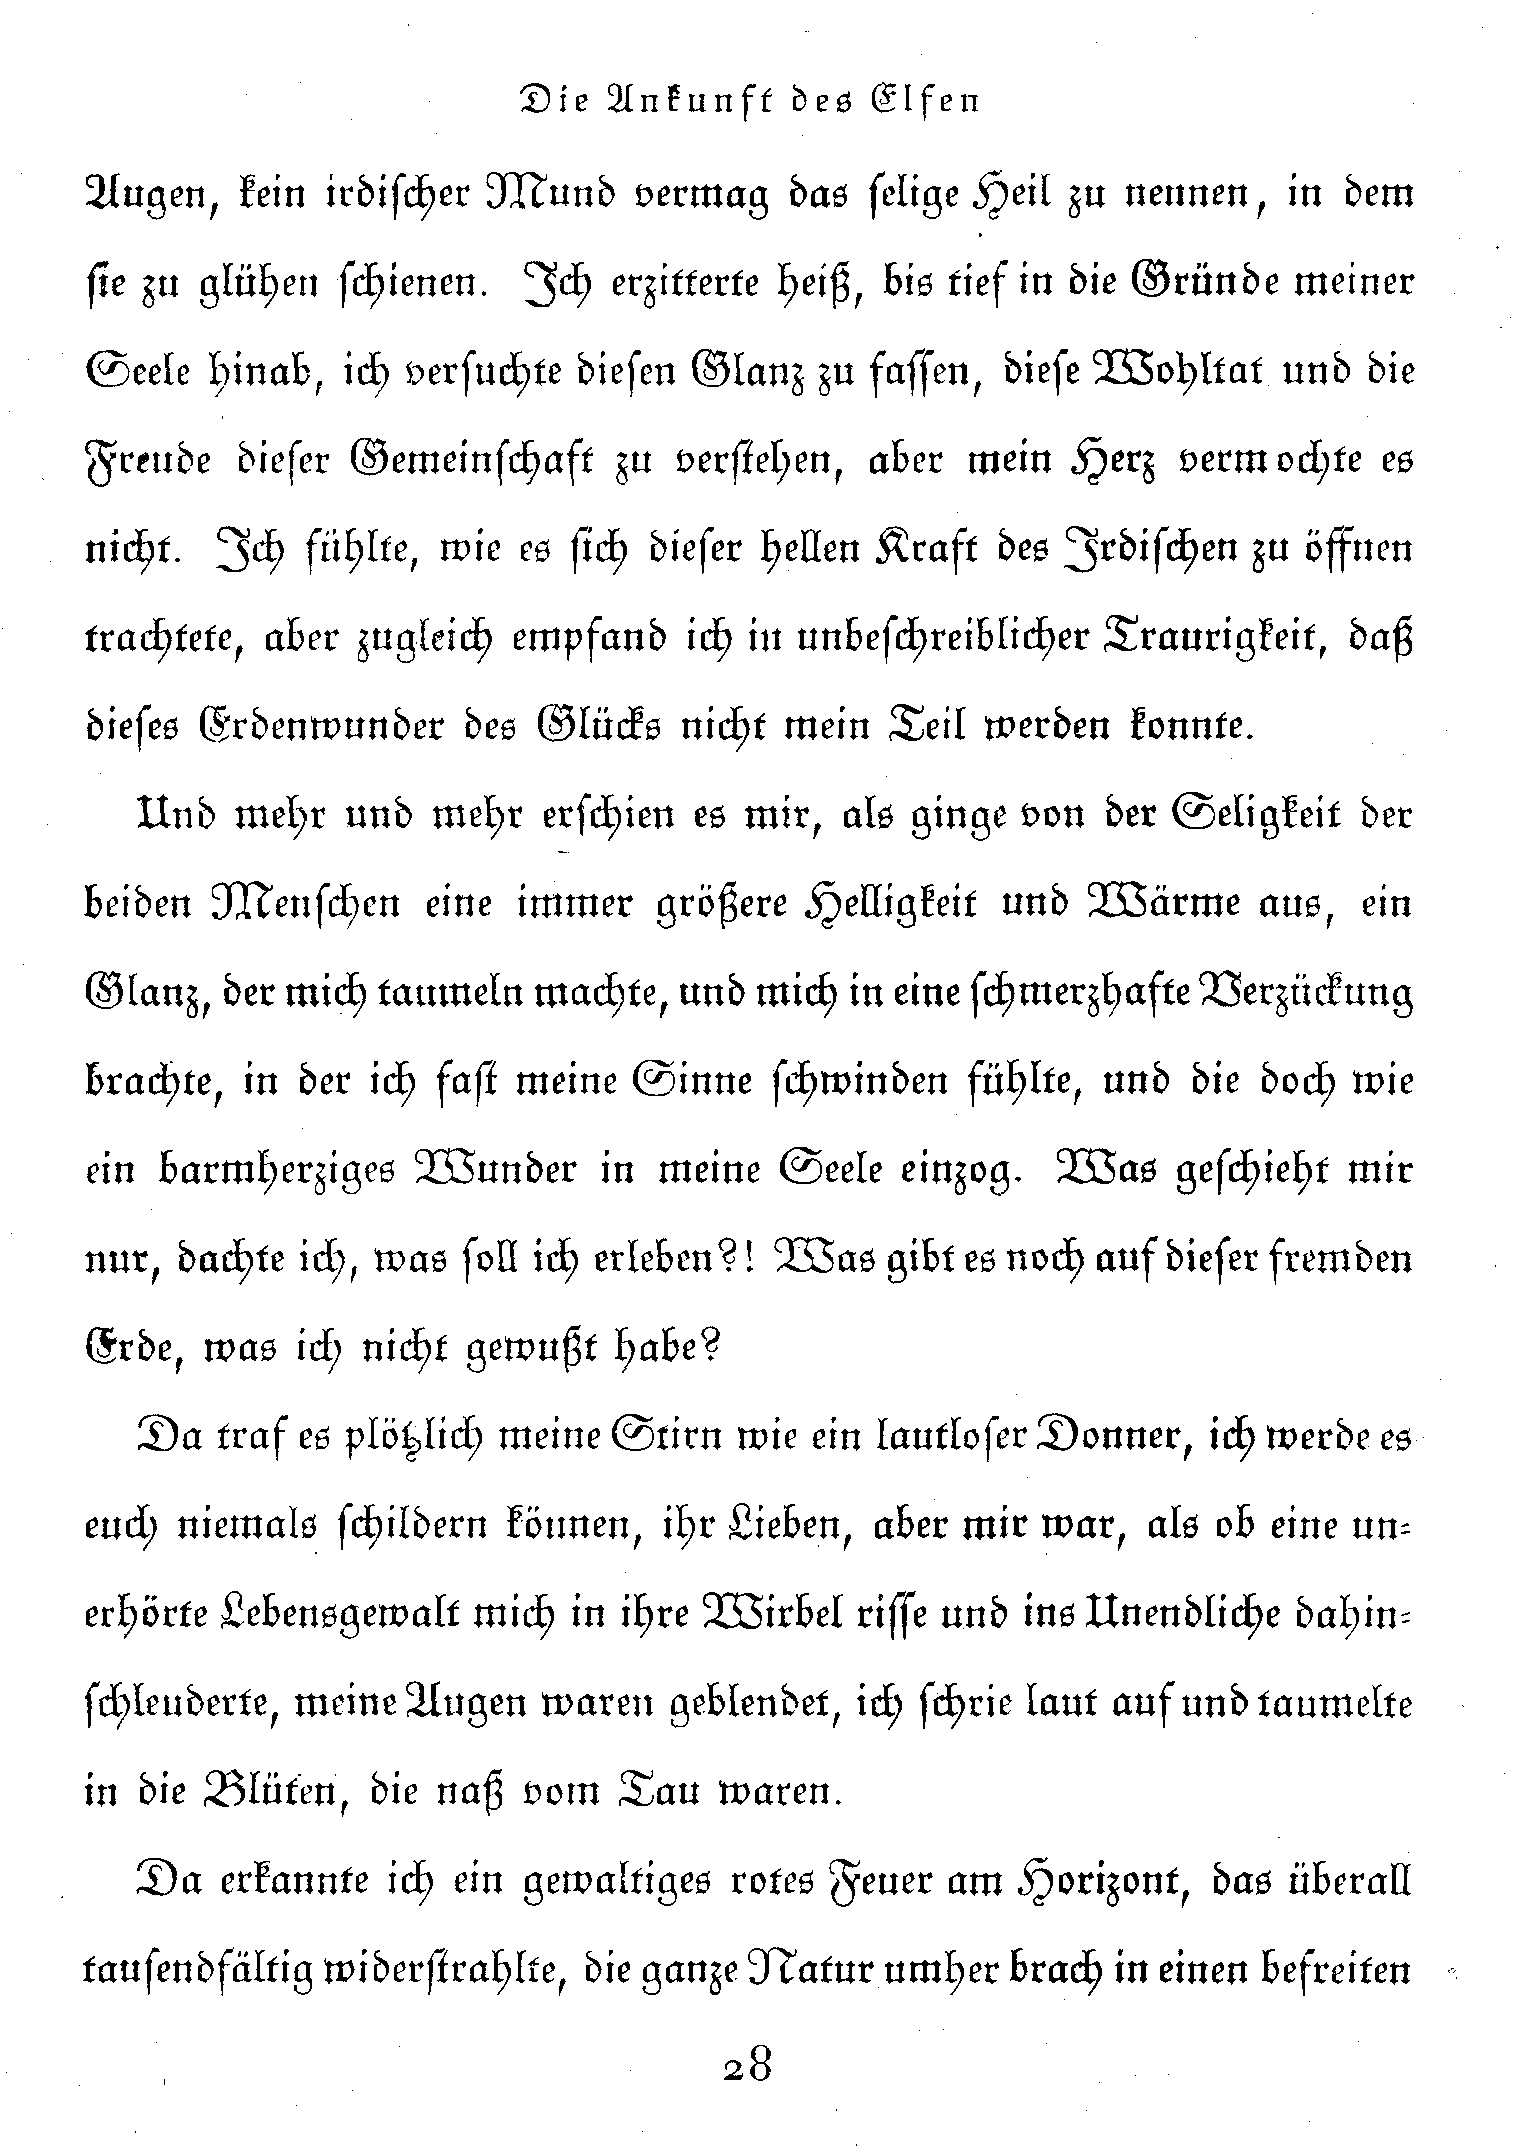 Die Ankunft des Elfen
Augen, kein irdischer Mund vermag das selige Heil zu nennen, in dem
sie zu glühen schienen. Ich erzitterte heiß, bis tief in die Gründe meiner
Seele hinab, ich versuchte diesen Glanz zu fassen, diese Wohltat und die
Freude dieser Gemeinschaft zu verstehen, aber mein Herz vermochte es
nicht. Ich fühlte, wie es sich dieser hellen Kraft des Irdischen zu öffnen
trachtete, aber zugleich empfand ich in unbeschreiblicher Traurigkeit, daß
dieses Erdenwunder des Glücks nicht mein Teil werden konnte.
Und mehr und mehr erschien es mir, als ginge von der Seligkeit der
beiden Menschen eine immer größere Helligkeit und Wärme aus, ein
Glanz, der mich taumeln machte, und mich in eine schmerzhafte Verzückung
brachte, in der ich fast meine Sinne schwinden fühlte, und die doch wie
ein barmherziges Wunder in meine Seele einzog. Was geschieht mir
nur, dachte ich, was soll ich erleben?! Was gibt es noch auf dieser fremden
Erde, was ich nicht gewußt habe?
Da traf es plötzlich meine Stirn wie ein lautloser Donner, ich werde es
euch niemals schildern können, ihr Lieben, aber mir war, als ob eine un-
erhörte Lebensgewalt mich in ihre Wirbel risse und ins Unendliche dahin-
schleuderte, meine Augen waren geblendet, ich schrie laut auf und taumelte
in die Blüten, die naß vom Tau waren.
Da erkannte ich ein gewaltiges rotes Feuer am Horizont, das überall
tausendfältig widerstrahlte, die ganze Natur umher brach in einen befreiten
28